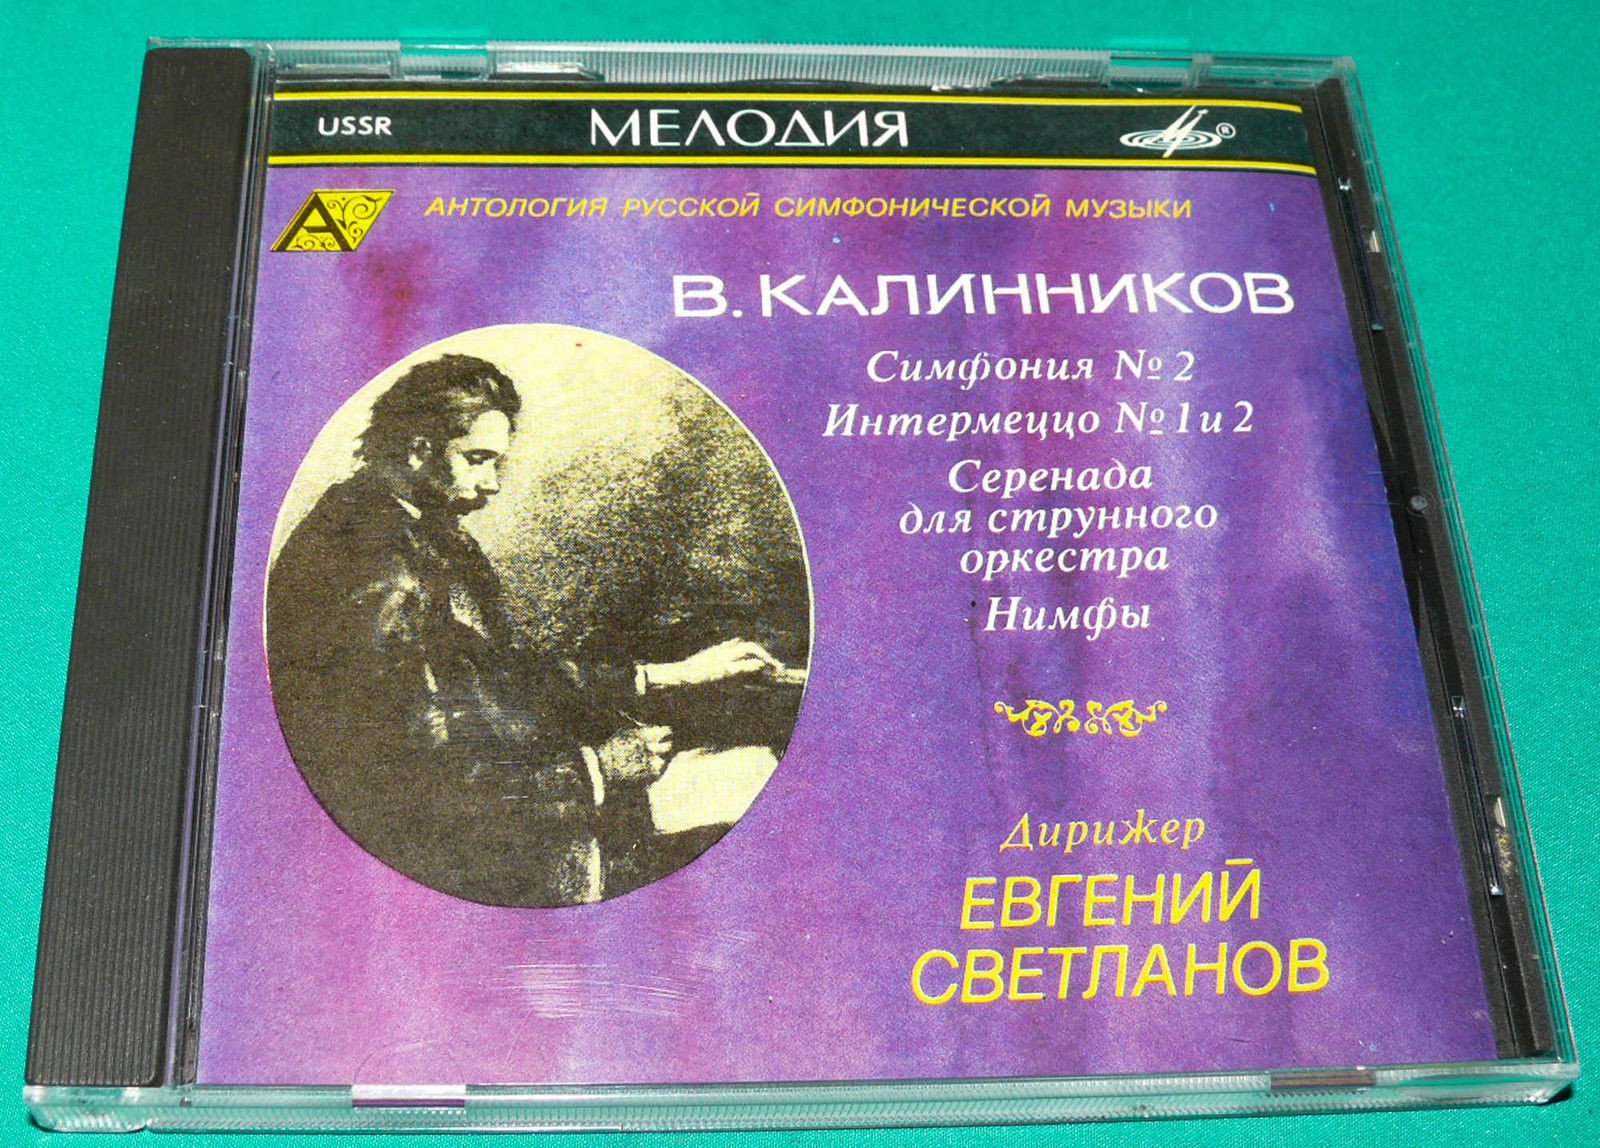 USSR
МЕЛОДИЯ
®
А
АНТОЛОГИЯ РУССКОЙ СИМФОНИЧЕСКОЙ МУЗЫКИ
В. КАЛИННИКОВ
Симфония № 2
Интермеццо № 1 и 2
Серенада
для струнного
оркестра
Нимфы
Дирижер
ЕВГЕНИЙ
СВЕТЛАНОВ